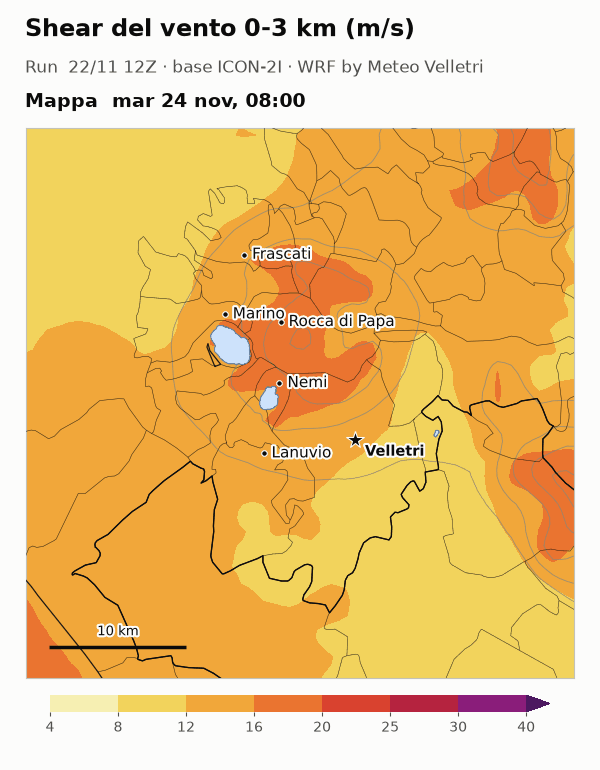 Shear del vento 0-3 km (m/s)
Run  22/11 12Z · base ICON-2I · WRF by Meteo Velletri
Mappa  mar 24 nov, 08:00
Frascati
Marino
Rocca di Papa
Nemi
Velletri
Lanuvio
10 km
4 8 12 16 20 25 30 40